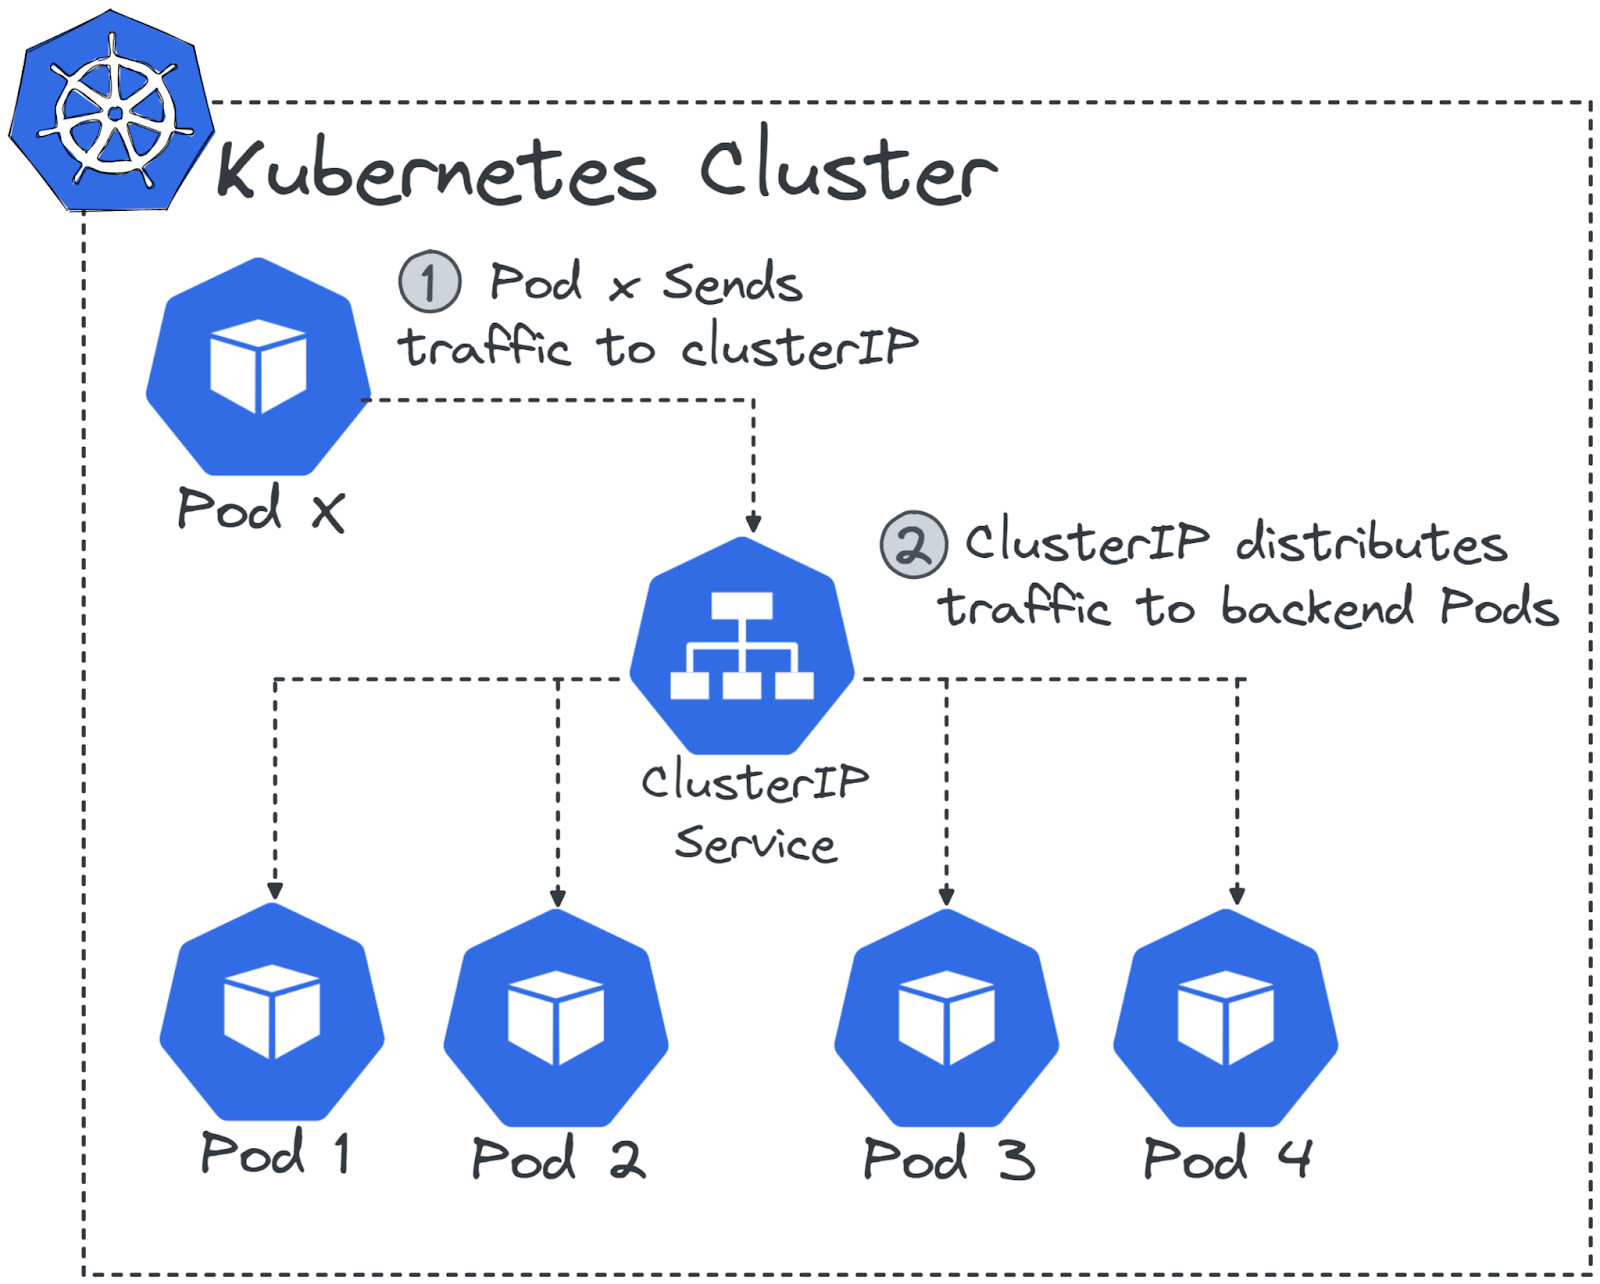 Kubernetes Cluster
1 Pod x Sends
traffic to clusterIP
Pod X
2 ClusterIP distributes
traffic to backend Pods
ClusterIP
Service
Pod 1
Pod 2
Pod 3
Pod 4